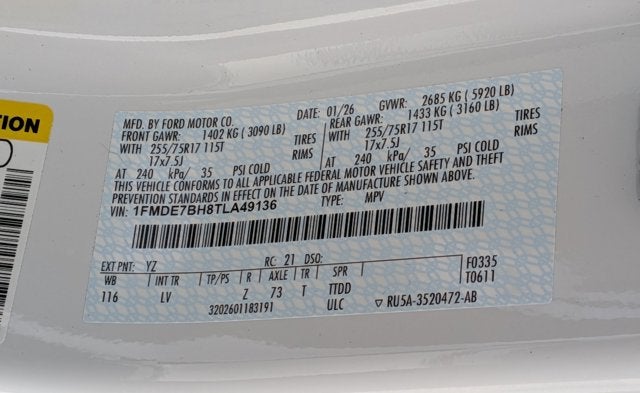 TION
MFD. BY FORD MOTOR CO.
DATE: 01/26 GVWR: 2685 KG ( 5920 LB)
FRONT GAWR: 1402 KG ( 3090 LB) REAR GAWR: 1433 KG ( 3160 LB)
WITH 255/75R17 115T TIRES WITH 255/75R17 115T TIRES
17x7.5J RIMS 17x7.5J RIMS
AT 240 kPa/ 35 PSI COLD AT 240 kPa/ 35 PSI COLD
THIS VEHICLE CONFORMS TO ALL APPLICABLE FEDERAL MOTOR VEHICLE SAFETY AND THEFT
PREVENTION STANDARDS IN EFFECT ON THE DATE OF MANUFACTURE SHOWN ABOVE.
VIN: 1FMDE7BH8TLA49136 TYPE: MPV
EXT PNT: YZ RC: 21 DSO: F0335
WB INT TR TP/PS R AXLE TR SPR T0611
116 LV Z 73 T TTDD
3202601183191 ULC ▽ RU5A-3520472-AB